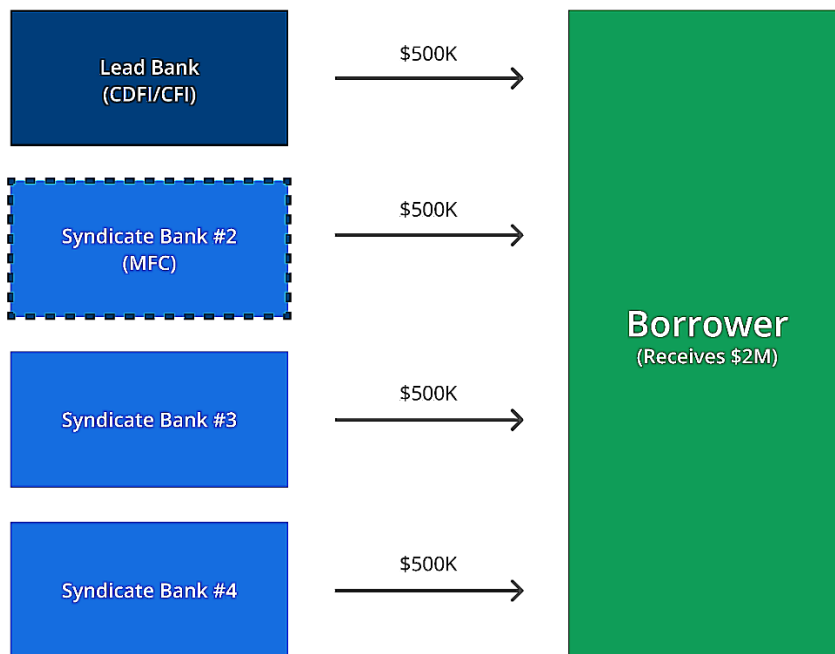 Lead Bank
(CDFI/CFI)
$500K
Syndicate Bank #2
(MFC)
$500K
Syndicate Bank #3
$500K
Syndicate Bank #4
$500K
Borrower
(Receives $2M)